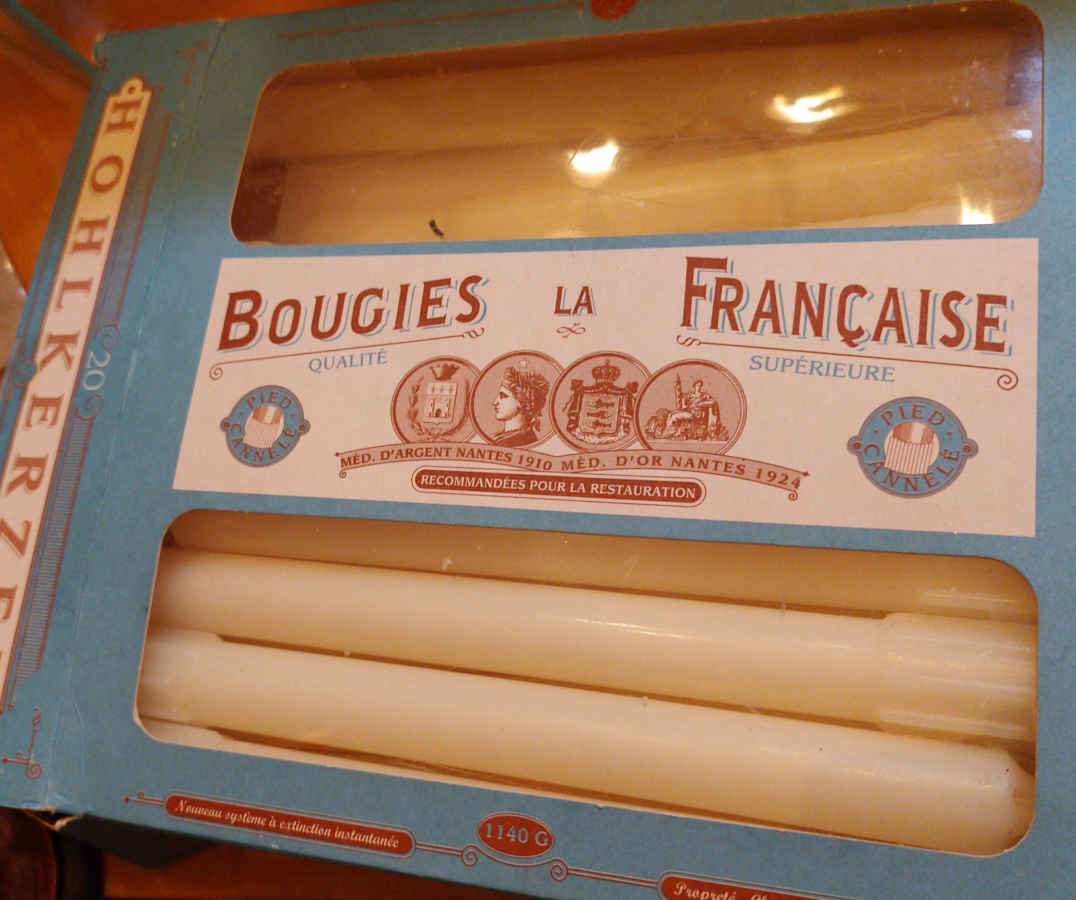 HOHLKERZE
20
BOUGIES LA FRANÇAISE
QUALITÉ SUPÉRIEURE
PIED CANNELÉ
PIED CANNELÉ
MÉD. D'ARGENT NANTES 1910 MÉD. D'OR NANTES 1924
RECOMMANDÉES POUR LA RESTAURATION
Nouveau système à extinction instantanée
1140 G
Propreté